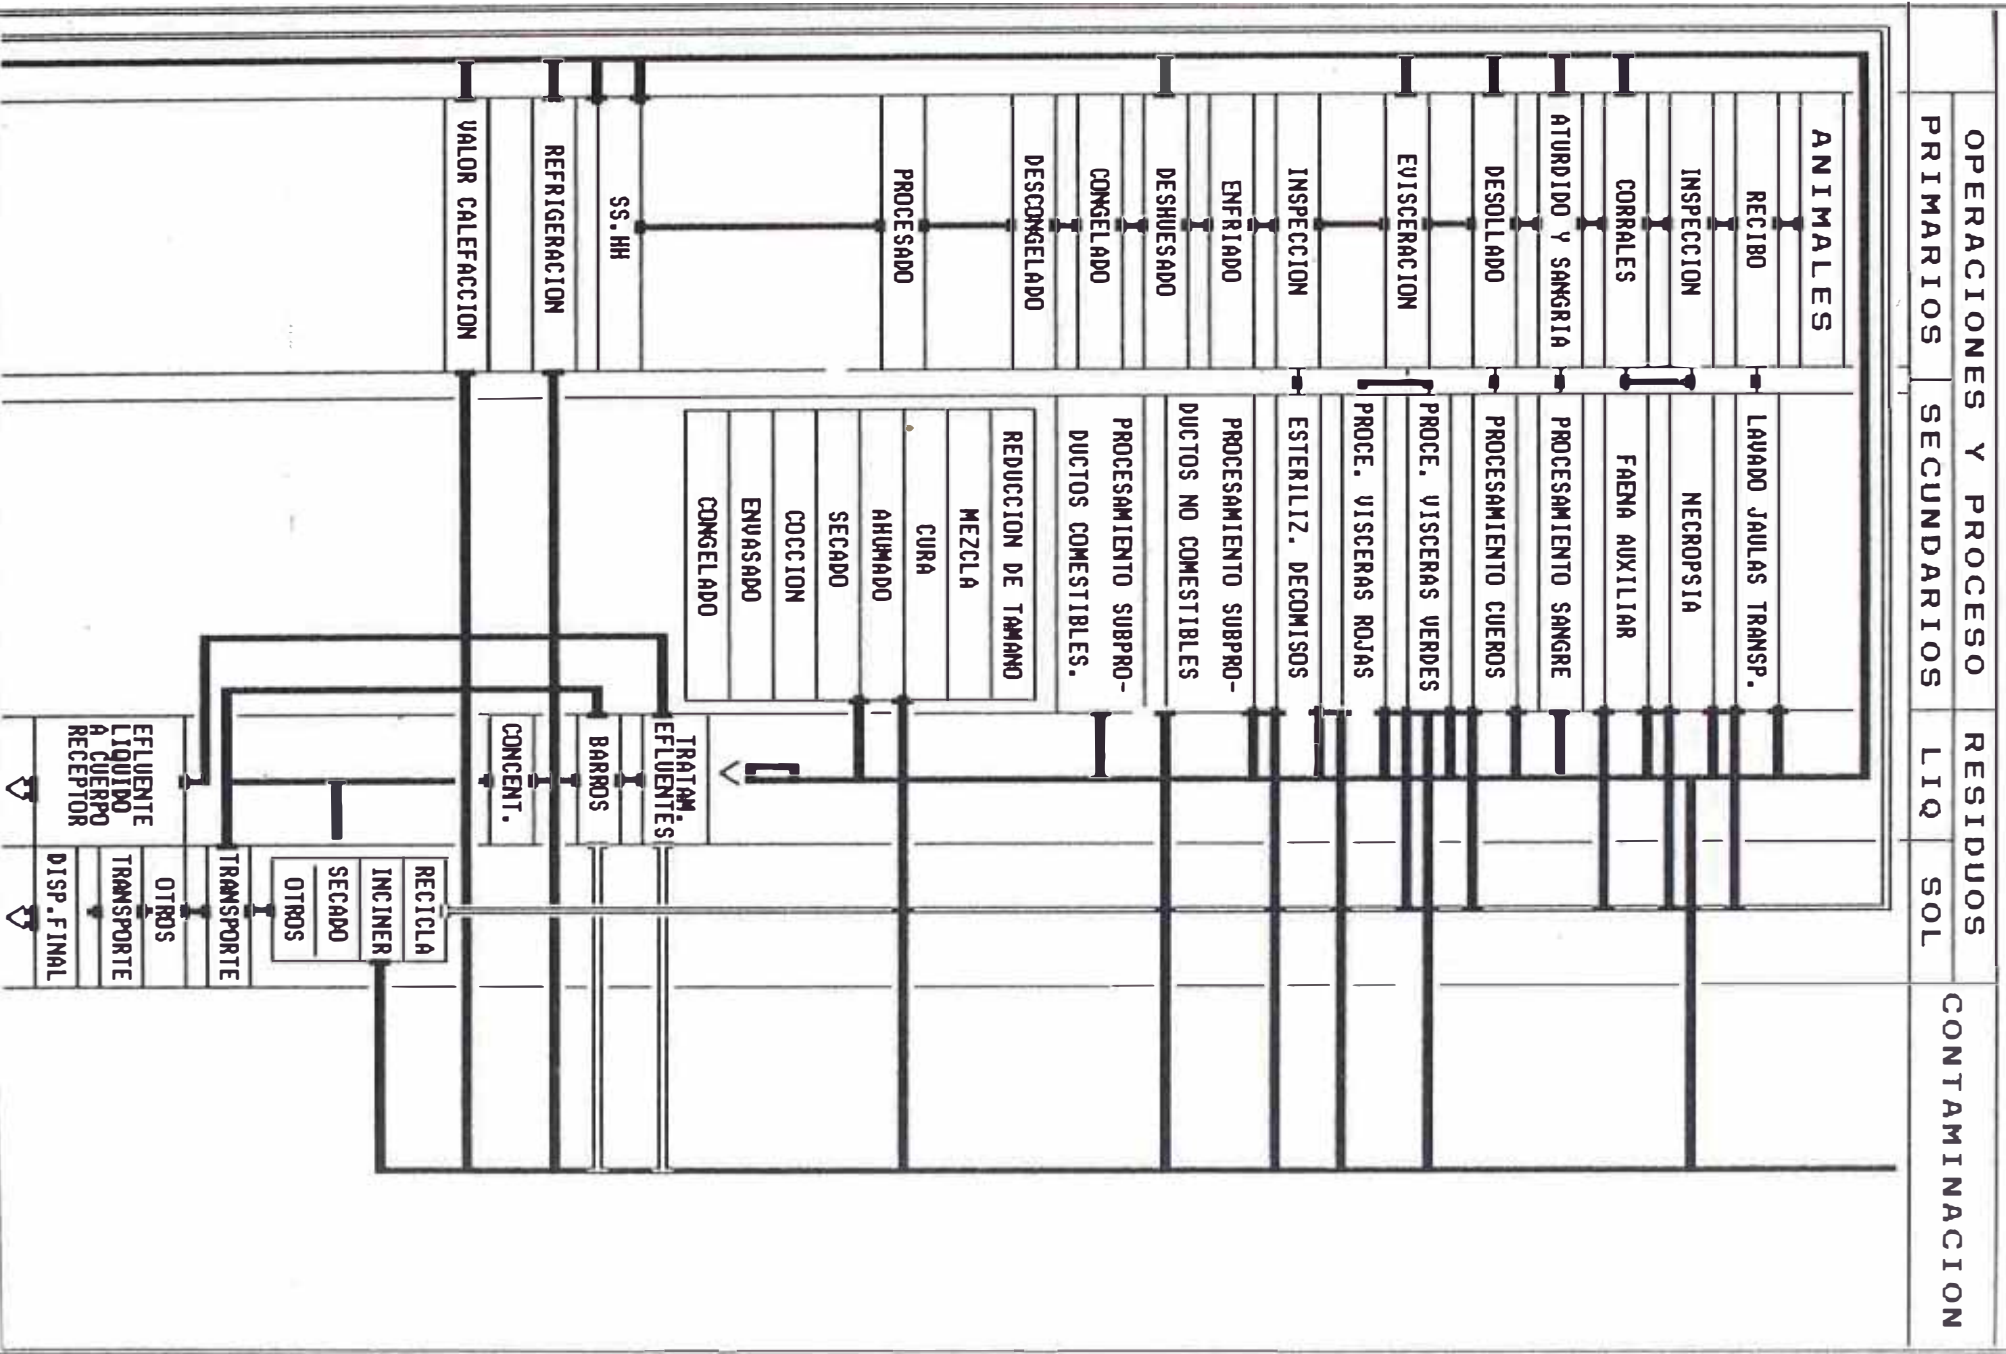 OPERACIONES Y PROCESO
RESIDUOS
CONTAMINACION
PRIMARIOS
SECUNDARIOS
LIQ
SOL
ANIMALES
RECIBO
LAVADO JAULAS TRANSP.
INSPECCION
NECROPSIA
CORRALES
FAENA AUXILIAR
ATURDIDO Y SANGRIA
PROCESAMIENTO SANGRE
DESOLLADO
PROCESAMIENTO CUEROS
EVISCERACION
PROCE. VISCERAS VERDES
PROCE. VISCERAS ROJAS
INSPECCION
ESTERILIZ. DECOMISOS
ENFRIADO
PROCESAMIENTO SUBPRO-
DUCTOS NO COMESTIBLES
DESHUESADO
CONGELADO
PROCESAMIENTO SUBPRO-
DUCTOS COMESTIBLES.
DESCONGELADO
REDUCCION DE TAMANO
MEZCLA
PROCESADO
CURA
AHUMADO
SECADO
COCCION
ENVASADO
CONGELADO
SS.HH
TRATAM.
EFLUENTES
BARROS
REFRIGERACION
CONCENT.
VALOR CALEFACCION
RECICLA
INCINER
SECADO
OTROS
TRANSPORTE
OTROS
TRANSPORTE
EFLUENTE
LIQUIDO
A CUERPO
RECEPTOR
DISP.FINAL